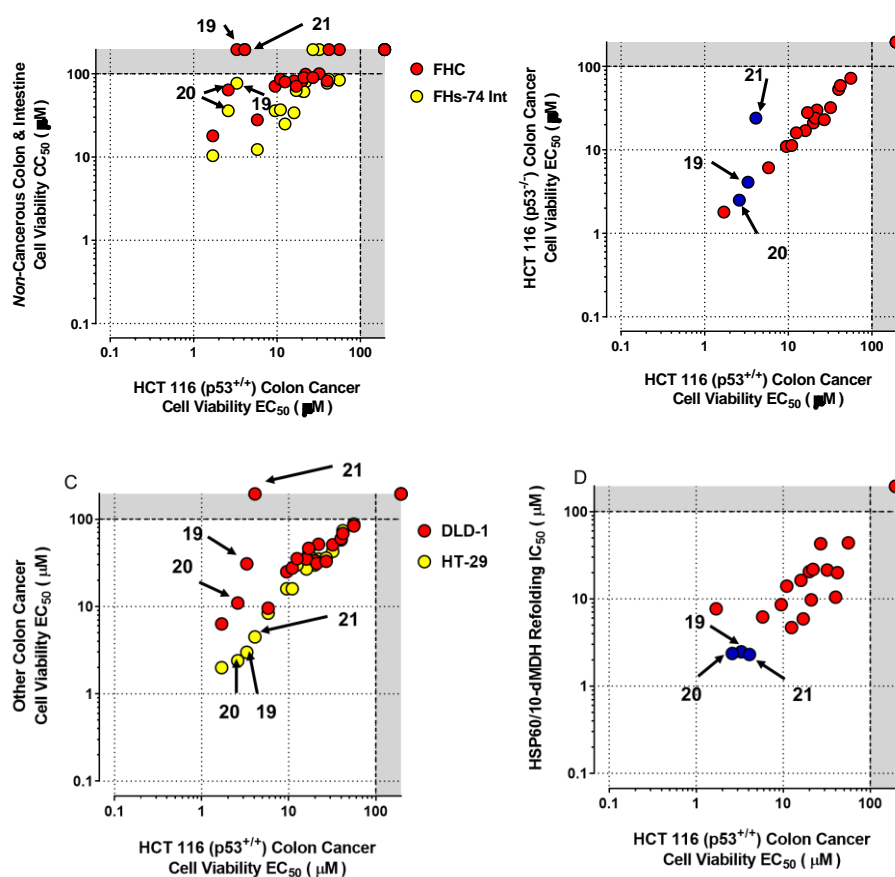 19
21
100
10
1
0.1
20
19
FHC
FHs-74 Int
Non-Cancerous Colon & Intestine
Cell Viability CC50 (μM)
0.1 1 10 100
HCT 116 (p53+/+) Colon Cancer
Cell Viability EC50 ( μM)
100
10
1
0.1
21
19
20
HCT 116 (p53-/-) Colon Cancer
Cell Viability EC50 (μM)
0.1 1 10 100
HCT 116 (p53+/+) Colon Cancer
Cell Viability EC50 ( μM)
C
21
100
10
1
0.1
19
20
21
20 19
DLD-1
HT-29
Other Colon Cancer
Cell Viability EC50 (μM)
0.1 1 10 100
HCT 116 (p53+/+) Colon Cancer
Cell Viability EC50 ( μM)
D
100
10
1
0.1
19
20 21
HSP60/10-dMDH Refolding IC50 ( μM)
0.1 1 10 100
HCT 116 (p53+/+) Colon Cancer
Cell Viability EC50 ( μM)